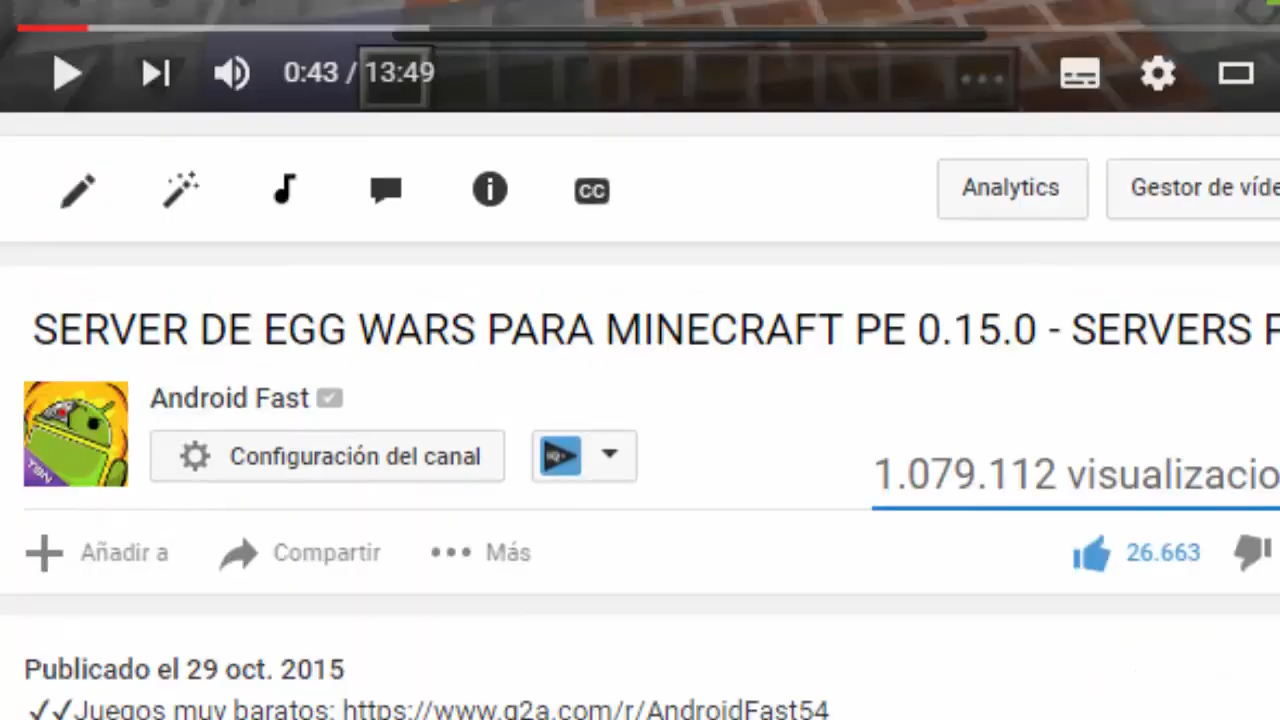 0:43 / 13:49
CC
Analytics
Gestor de víde
SERVER DE EGG WARS PARA MINECRAFT PE 0.15.0 - SERVERS P
Android Fast
Configuración del canal
1.079.112 visualizacio
Añadir a
Compartir
Más
26.663
Publicado el 29 oct. 2015
✓✓Juegos muy baratos: https://www.g2a.com/r/AndroidFast54